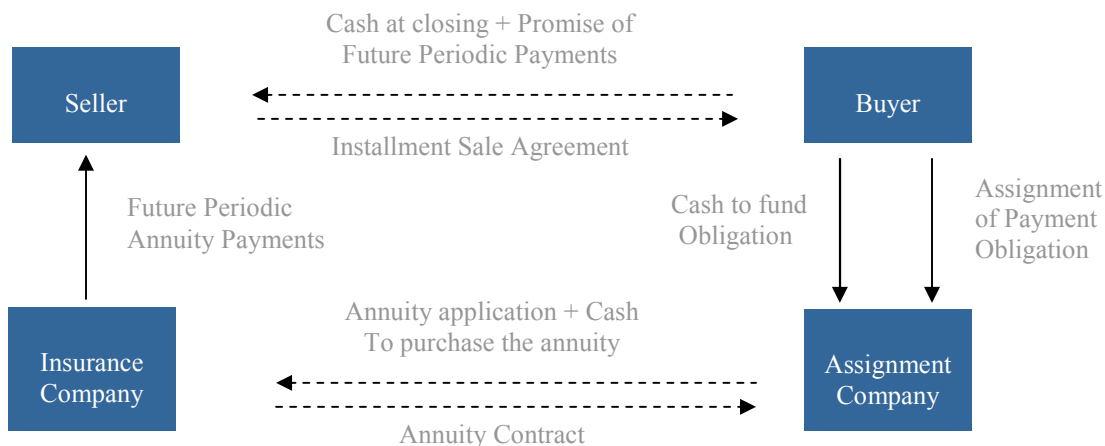 Cash at closing + Promise of
Future Periodic Payments
Seller
Buyer
Installment Sale Agreement
Future Periodic
Annuity Payments
Cash to fund
Obligation
Assignment
of Payment
Obligation
Annuity application + Cash
To purchase the annuity
Insurance
Company
Assignment
Company
Annuity Contract